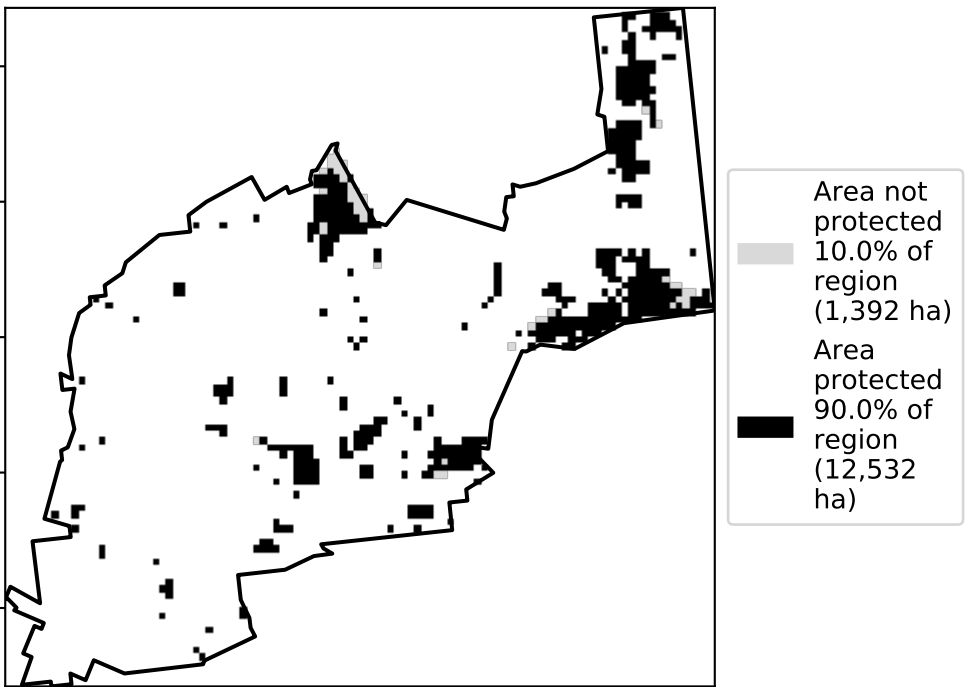 Area not
protected
10.0% of
region
(1,392 ha)
Area
protected
90.0% of
region
(12,532
ha)